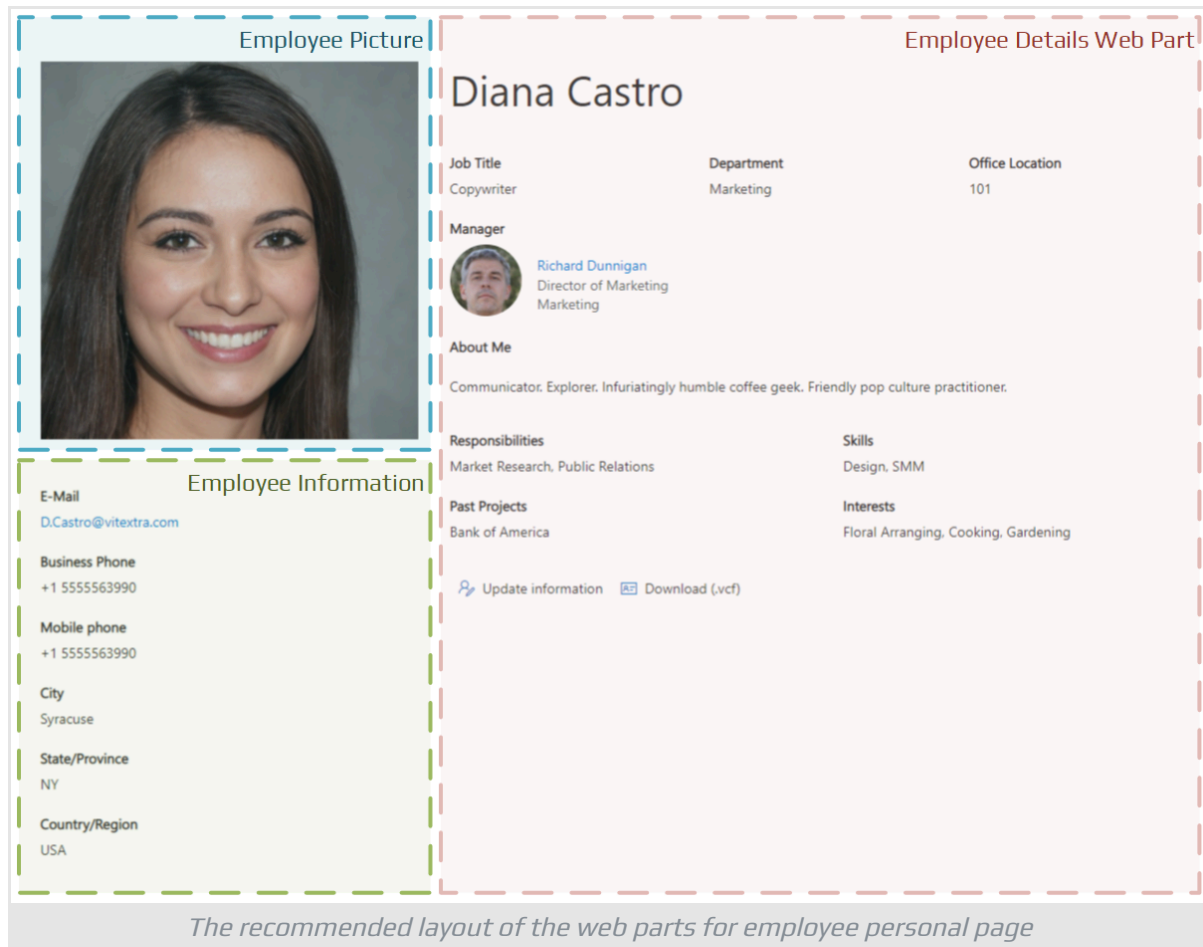 Employee Picture
Employee Details Web Part
Diana Castro
Job Title Department Office Location
Copywriter Marketing 101
Manager
Richard Dunnigan
Director of Marketing
Marketing
About Me
Communicator. Explorer. Infuriatingly humble coffee geek. Friendly pop culture practitioner.
Responsibilities Skills
Market Research, Public Relations Design, SMM
Past Projects Interests
Bank of America Floral Arranging, Cooking, Gardening
Update information Download (.vcf)
Employee Information
E-Mail
D.Castro@vitextra.com
Business Phone
+1 5555563990
Mobile phone
+1 5555563990
City
Syracuse
State/Province
NY
Country/Region
USA
The recommended layout of the web parts for employee personal page